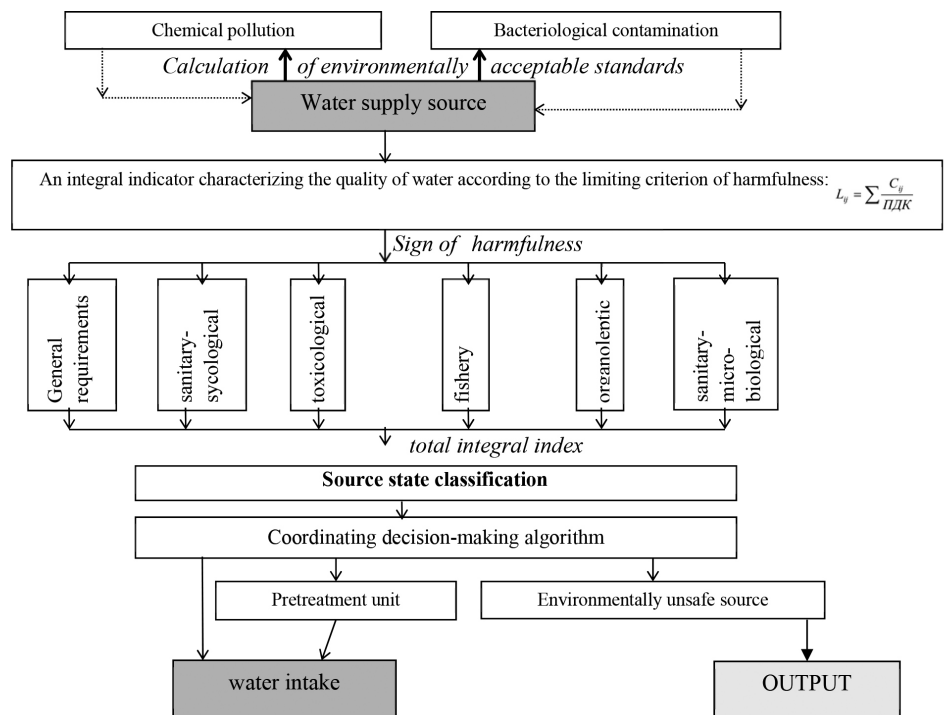 Chemical pollution
Bacteriological contamination
Calculation of environmentally acceptable standards
Water supply source
An integral indicator characterizing the quality of water according to the limiting criterion of harmfulness: L_ij = ∑ C_ij / ПДК
Sign of harmfulness
General
requirements
sanitary-
sycological
toxicological
fishery
organolentic
sanitary-
micro-
biological
total integral index
Source state classification
Coordinating decision-making algorithm
Pretreatment unit
Environmentally unsafe source
water intake
OUTPUT